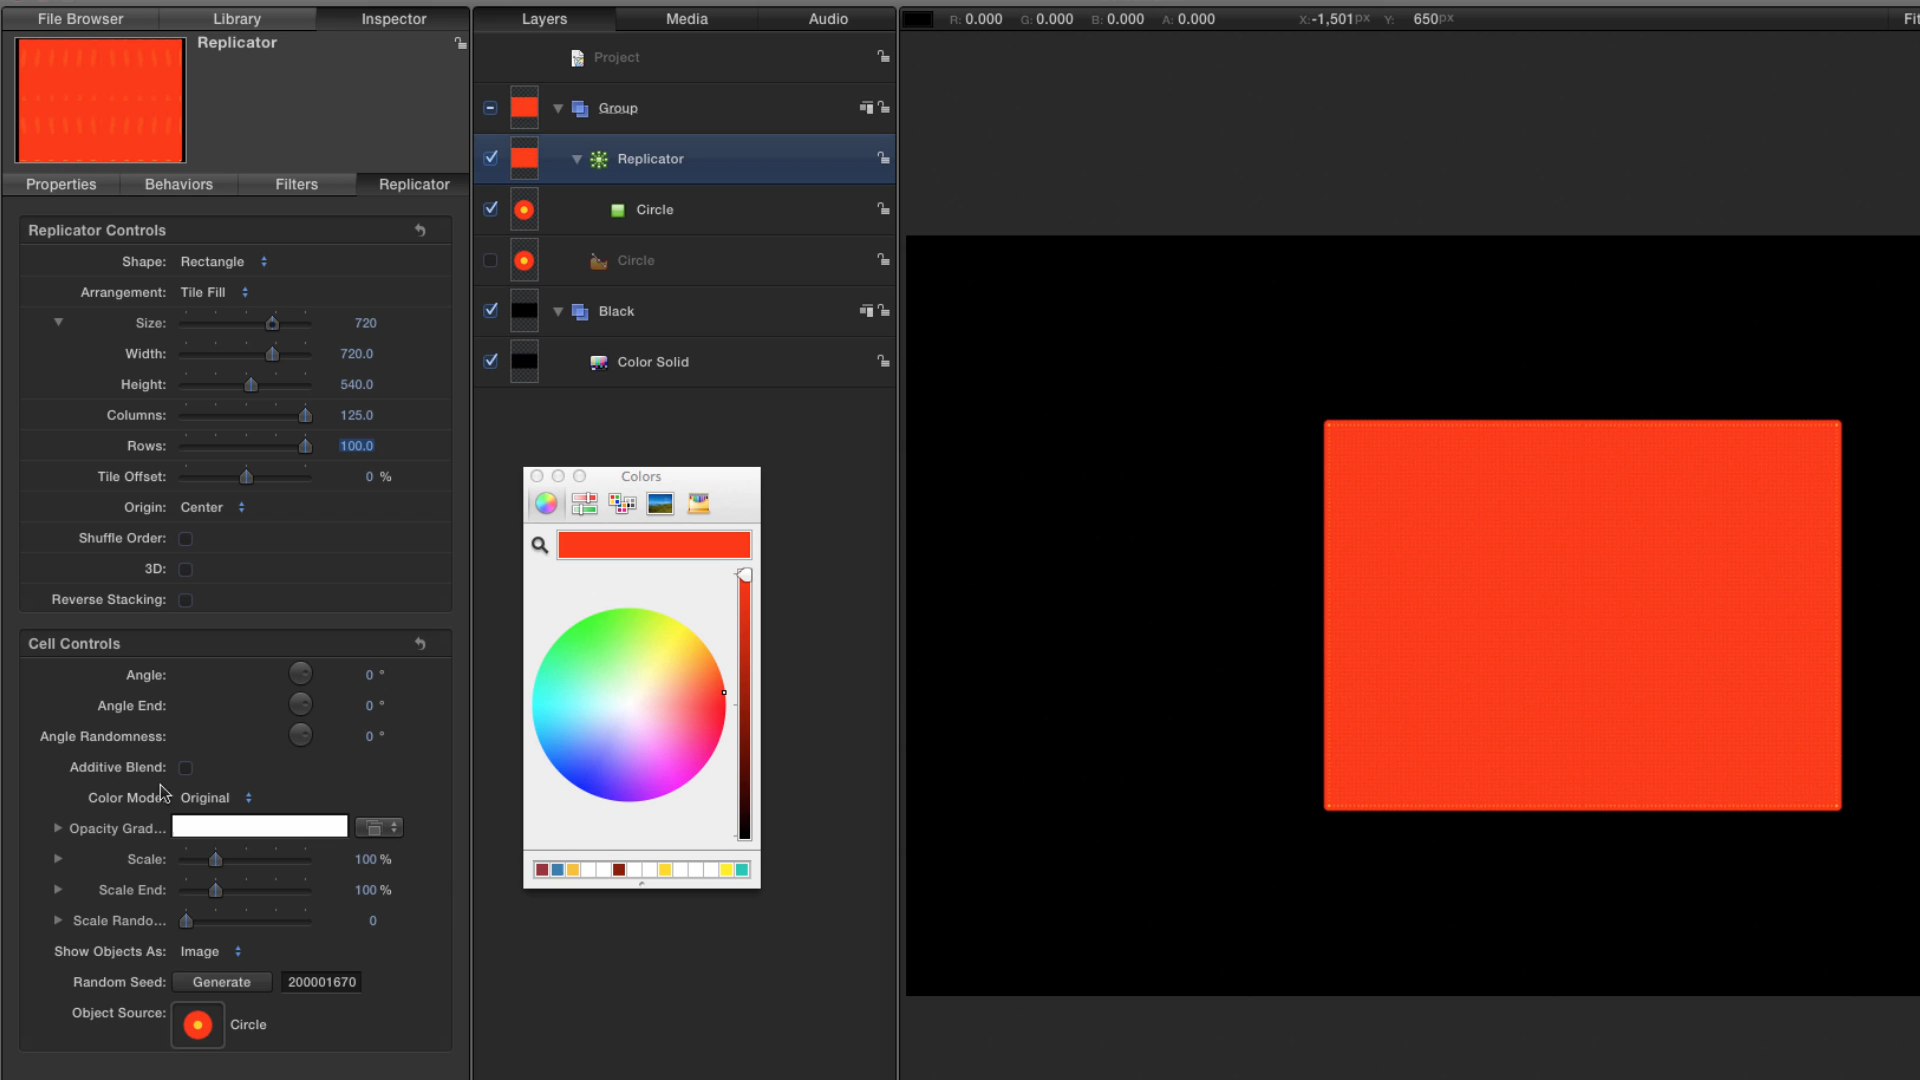 File Browser Library Inspector
Layers Media Audio
R: 0.000 G: 0.000 B: 0.000 A: 0.000 X:-1,501px Y: 650px Fit
Replicator
Properties Behaviors Filters Replicator
Replicator Controls
Shape: Rectangle
Arrangement: Tile Fill
Size: 720
Width: 720.0
Height: 540.0
Columns: 125.0
Rows: 100.0
Tile Offset: 0 %
Origin: Center
Shuffle Order:
3D:
Reverse Stacking:
Cell Controls
Angle: 0 °
Angle End: 0 °
Angle Randomness: 0 °
Additive Blend:
Color Mode: Original
Opacity Grad...
Scale: 100 %
Scale End: 100 %
Scale Rando... 0
Show Objects As: Image
Random Seed: Generate 200001670
Object Source: Circle
Project
Group
Replicator
Circle
Circle
Black
Color Solid
Colors